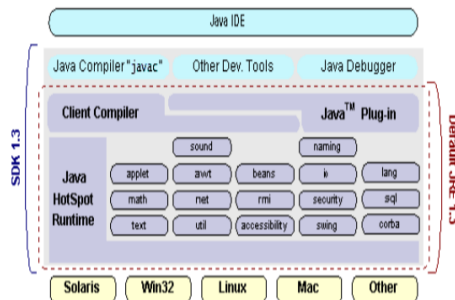 Java IDE
Java Compiler "javac" Other Dev. Tools Java Debugger
Client Compiler Java™ Plug-in
sound naming
Java HotSpot Runtime
applet awt beans io lang
math net rmi security sql
text util accessibility swing corba
SDK 1.3
Default JRE 1.3
Solaris Win32 Linux Mac Other